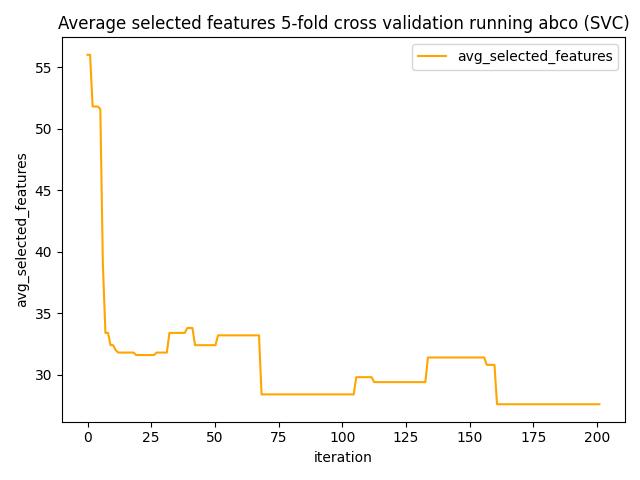 Average selected features 5-fold cross validation running abco (SVC)
avg_selected_features
avg_selected_features
55
50
45
40
35
30
0 25 50 75 100 125 150 175 200
iteration